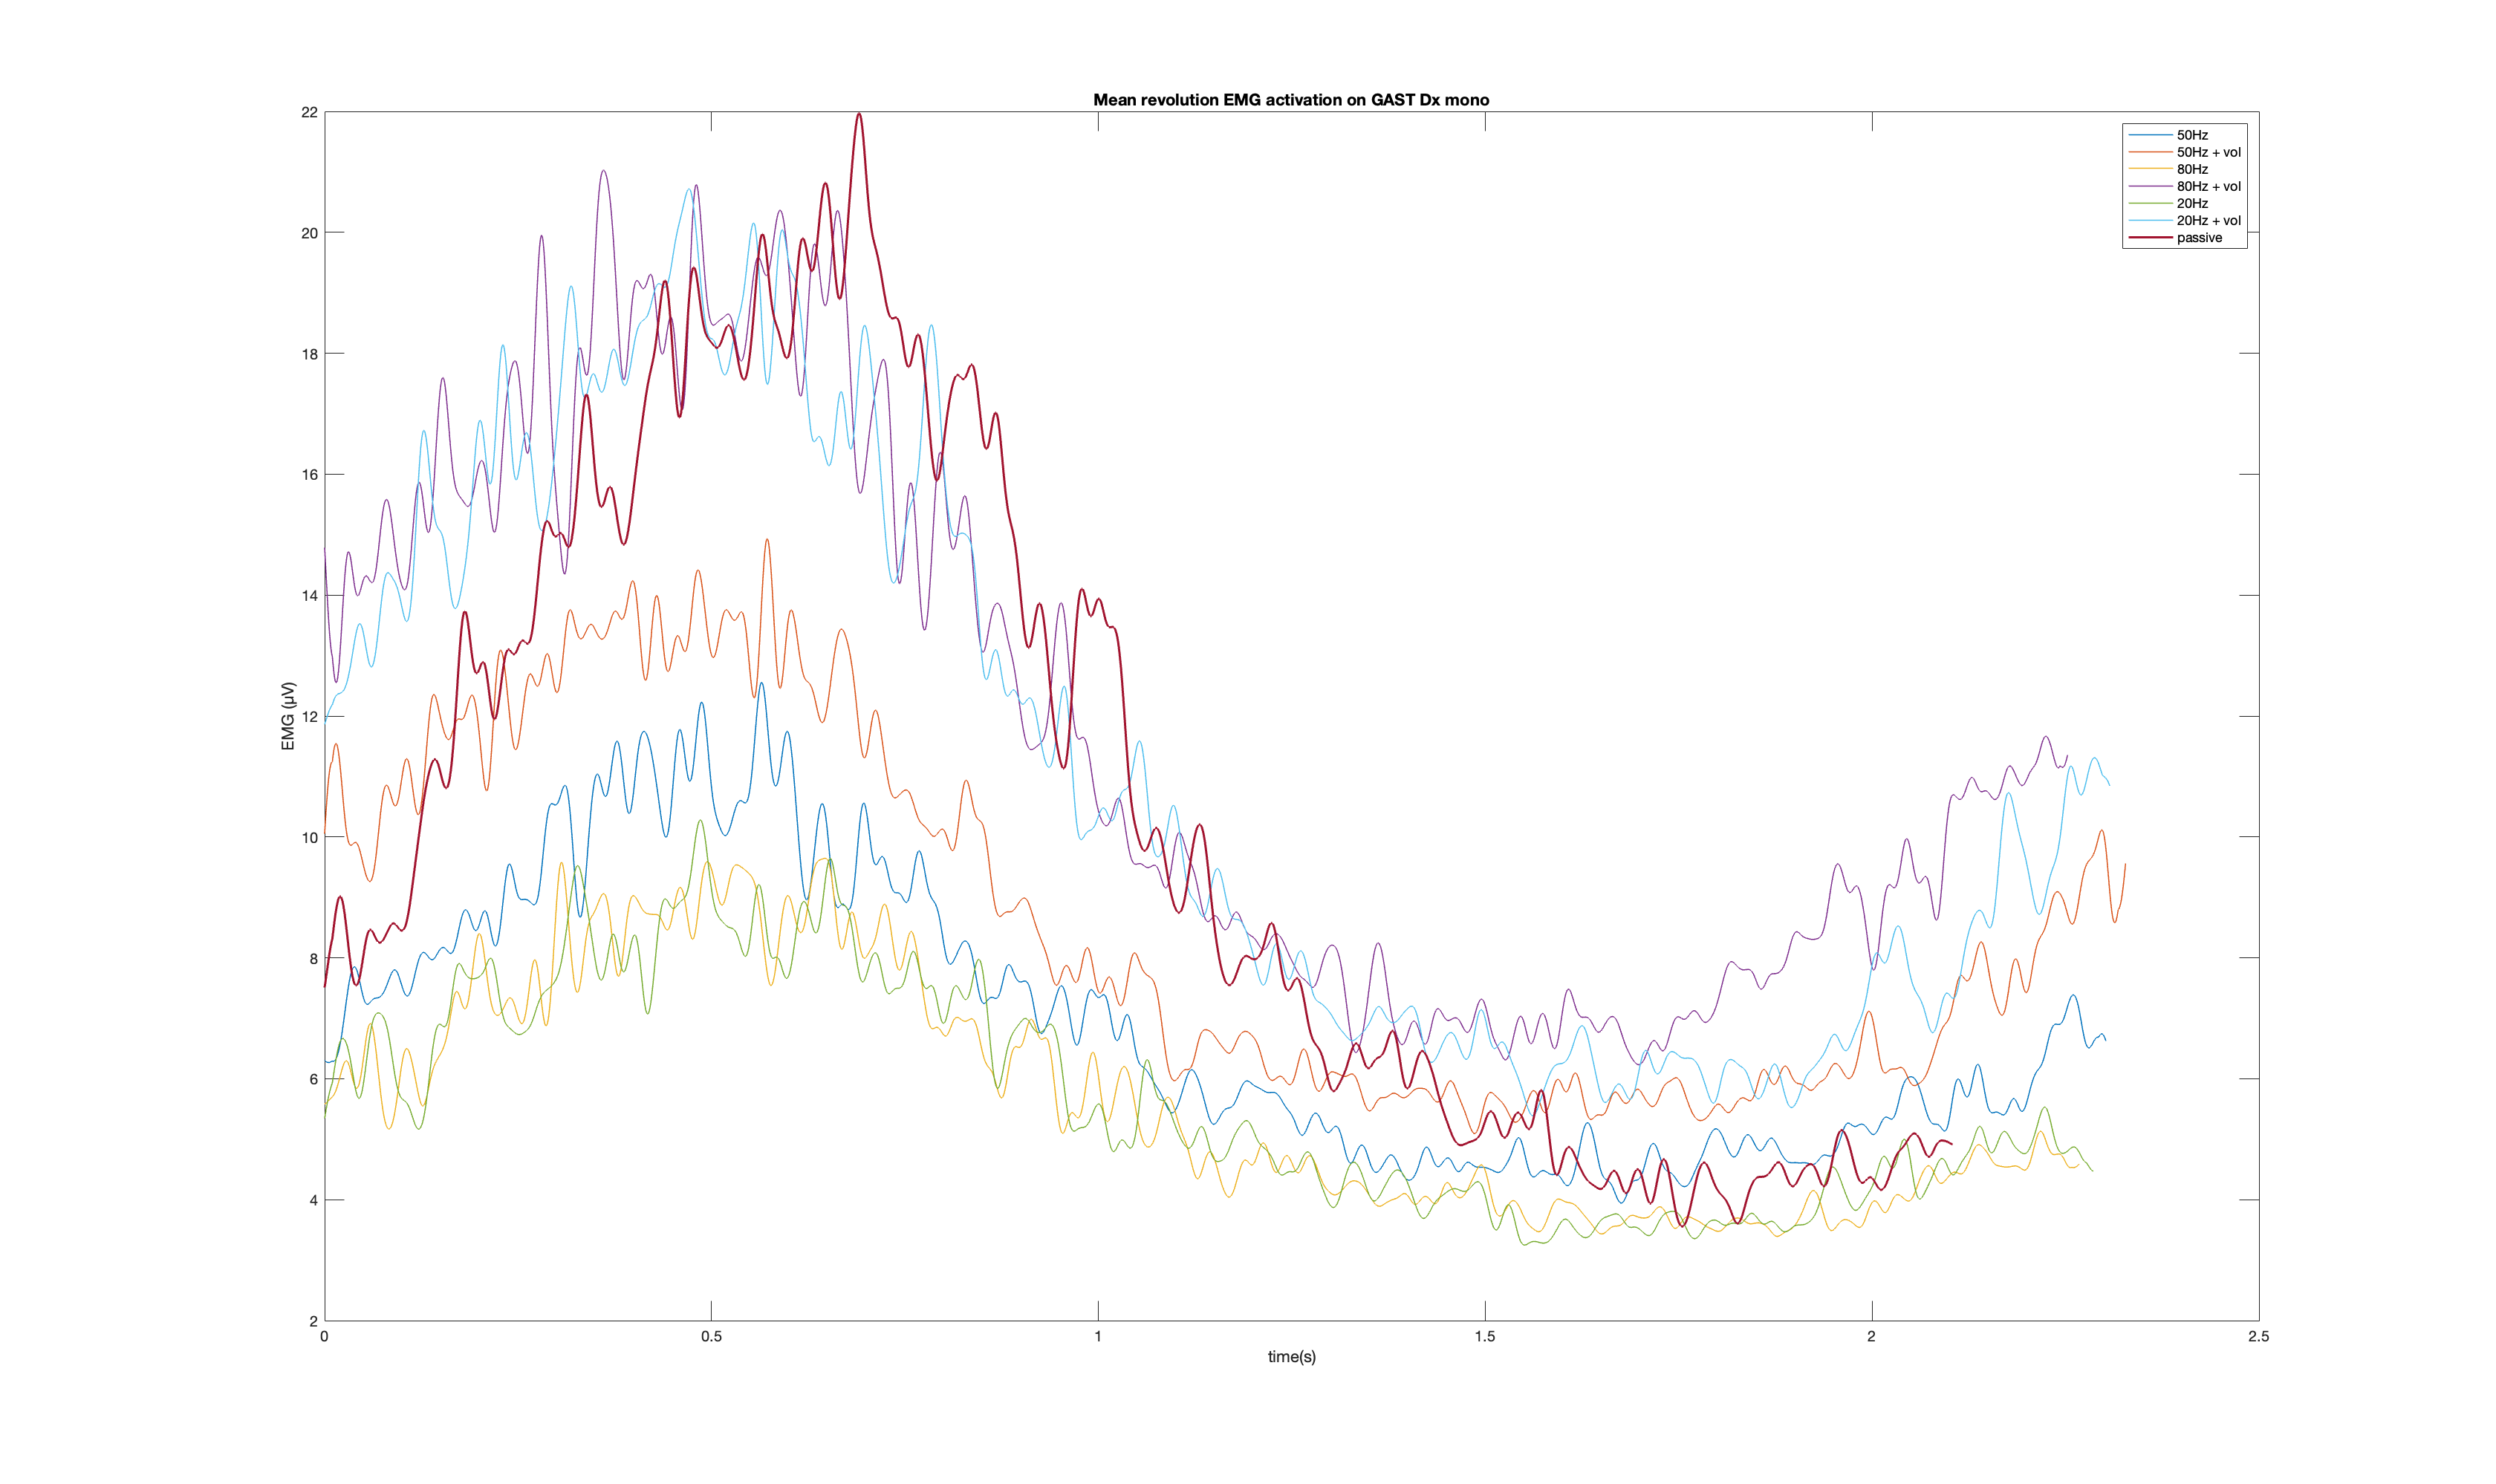 Mean revolution EMG activation on GAST Dx mono
22
20
18
16
14
12
10
8
6
4
2
EMG (µV)
0
0.5
1
1.5
2
2.5
time(s)
50Hz
50Hz + vol
80Hz
80Hz + vol
20Hz
20Hz + vol
passive